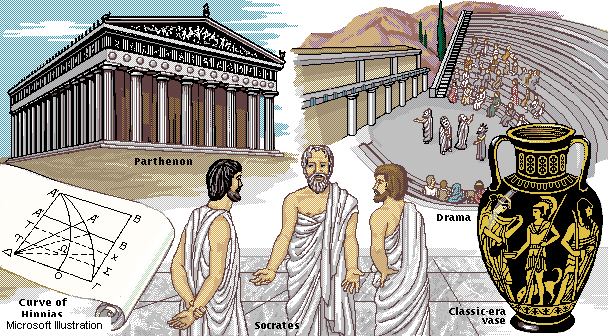 Parthenon
Drama
A
B
A'
B
Δ
Curve of
Hinnias
Microsoft Illustration
Socrates
Classic-era
vase